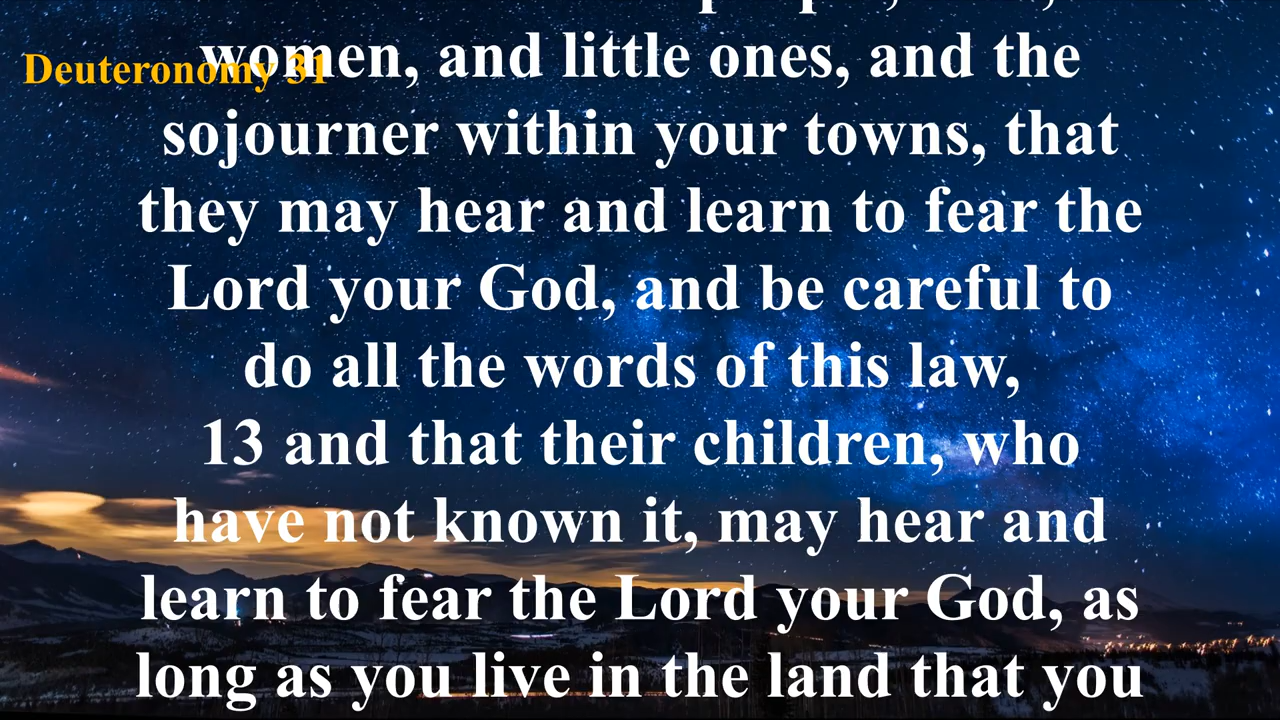 Deuteronomy 31
women, and little ones, and the
sojourner within your towns, that
they may hear and learn to fear the
Lord your God, and be careful to
do all the words of this law,
13 and that their children, who
have not known it, may hear and
learn to fear the Lord your God, as
long as you live in the land that you